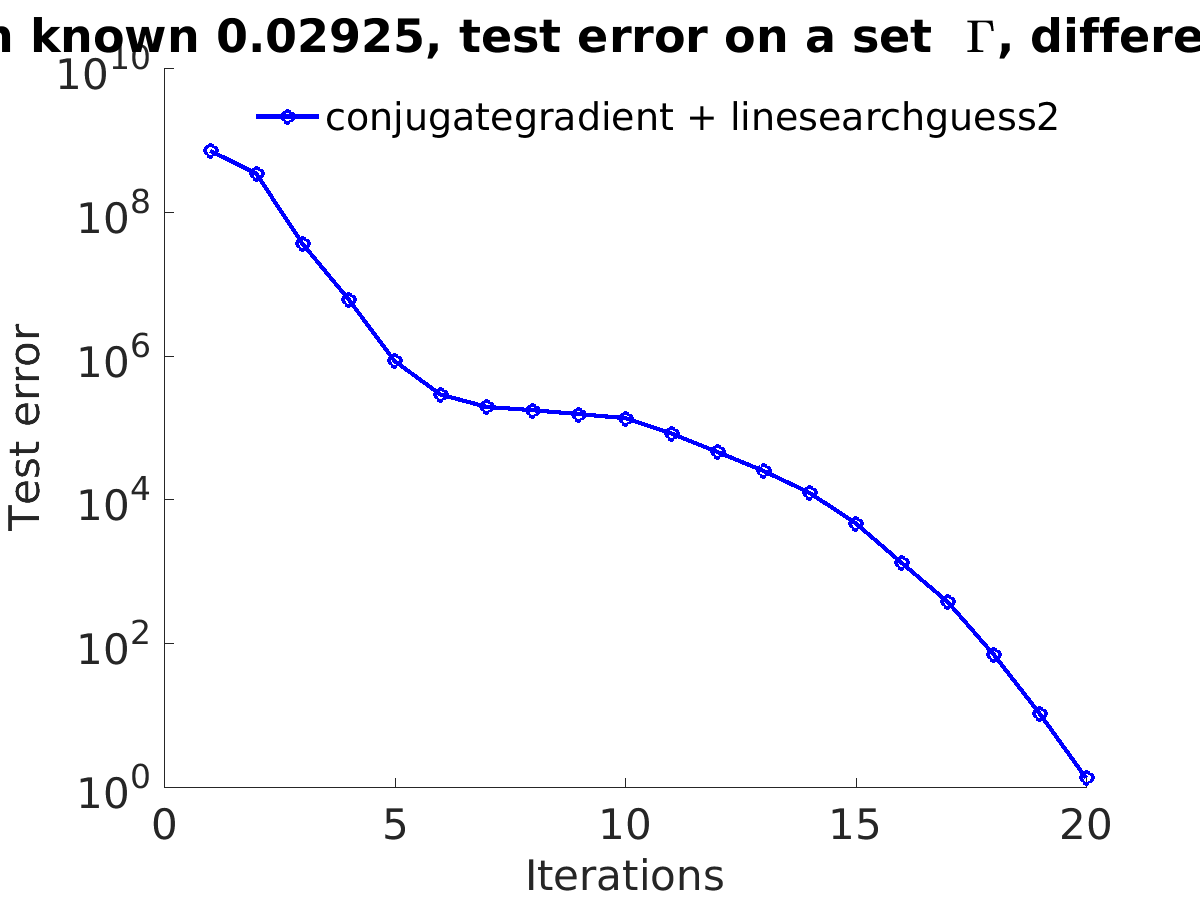 n known 0.02925, test error on a set Γ, differe
10^10
conjugategradient + linesearchguess2
10^8
10^6
10^4
10^2
10^0
Test error
0 5 10 15 20
Iterations